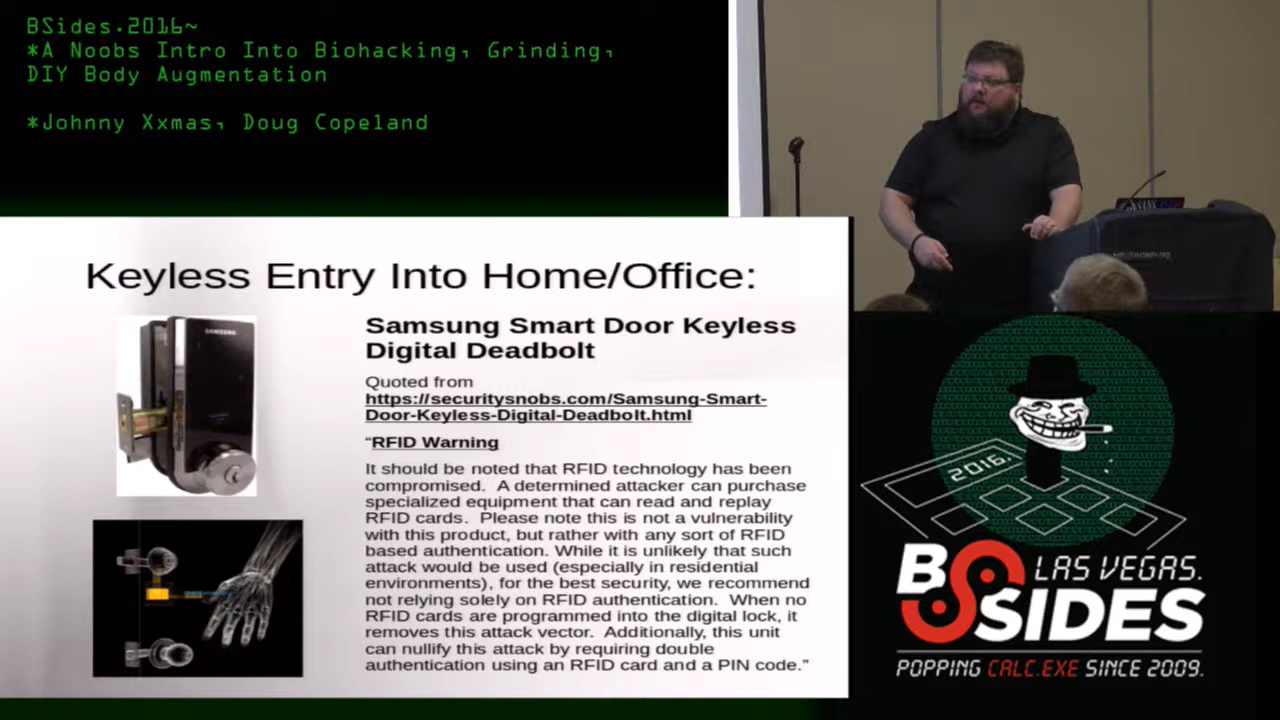 BSides.2016~
*A Noobs Intro Into Biohacking, Grinding,
DIY Body Augmentation
*Johnny Xxmas, Doug Copeland
Keyless Entry Into Home/Office:
SAMSUNG
Samsung Smart Door Keyless
Digital Deadbolt
Quoted from
https://securitysnobs.com/Samsung-Smart-
Door-Keyless-Digital-Deadbolt.html
“RFID Warning
It should be noted that RFID technology has been
compromised.  A determined attacker can purchase
specialized equipment that can read and replay
RFID cards.  Please note this is not a vulnerability
with this product, but rather with any sort of RFID
based authentication. While it is unlikely that such
attack would be used (especially in residential
environments), for the best security, we recommend
not relying solely on RFID authentication.  When no
RFID cards are programmed into the digital lock, it
removes this attack vector.  Additionally, this unit
can nullify this attack by requiring double
authentication using an RFID card and a PIN code.”
2016.
BSIDES
LAS VEGAS.
POPPING CALC.EXE SINCE 2009.